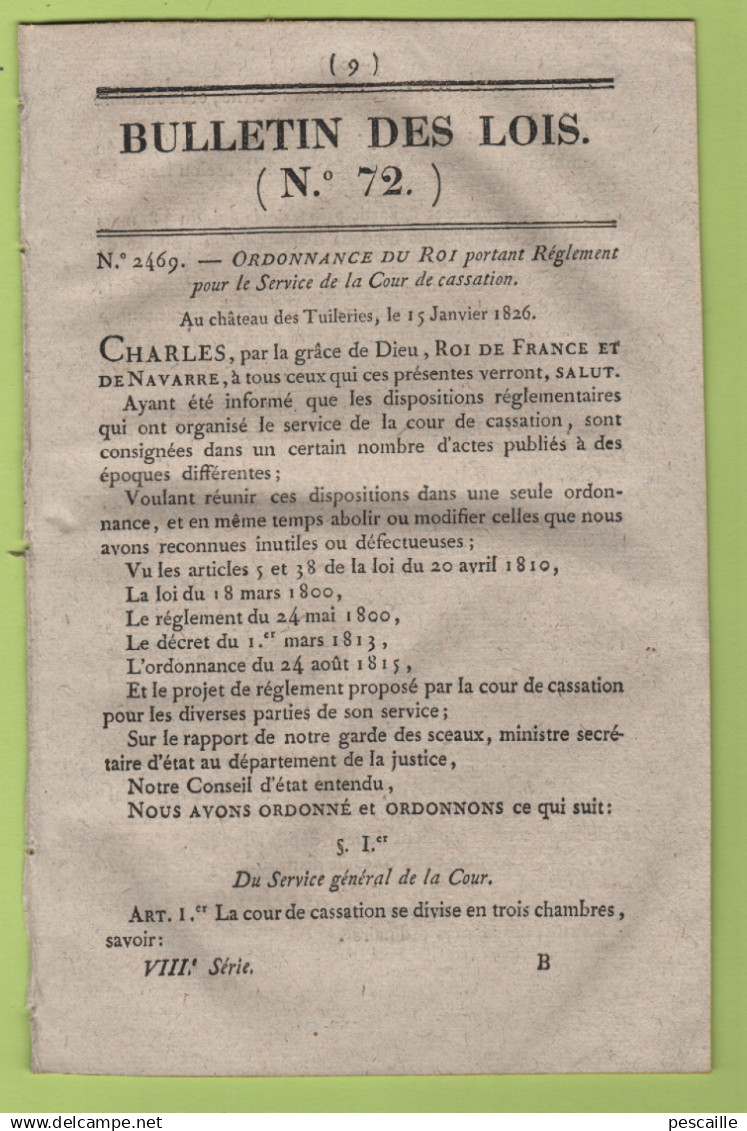 ( 9 )
BULLETIN DES LOIS.
( N.° 72. )
N.° 2469. — ORDONNANCE DU ROI portant Réglement
pour le Service de la Cour de cassation.
Au château des Tuileries, le 15 Janvier 1826.
CHARLES, par la grâce de Dieu, ROI DE FRANCE ET
DE NAVARRE, à tous ceux qui ces présentes verront, SALUT.
Ayant été informé que les dispositions réglementaires
qui ont organisé le service de la cour de cassation, sont
consignées dans un certain nombre d'actes publiés à des
époques différentes;
Voulant réunir ces dispositions dans une seule ordon-
nance, et en même temps abolir ou modifier celles que nous
avons reconnues inutiles ou défectueuses;
Vu les articles 5 et 38 de la loi du 20 avril 1810,
La loi du 18 mars 1800,
Le réglement du 24 mai 1800,
Le décret du 1.er mars 1813,
L'ordonnance du 24 août 1815,
Et le projet de réglement proposé par la cour de cassation
pour les diverses parties de son service;
Sur le rapport de notre garde des sceaux, ministre secré-
taire d'état au département de la justice,
Notre Conseil d'état entendu,
NOUS AVONS ORDONNÉ et ORDONNONS ce qui suit:
§. I.er
Du Service général de la Cour.
ART. 1.er La cour de cassation se divise en trois chambres,
savoir:
VIII.e Série. B
pescaille